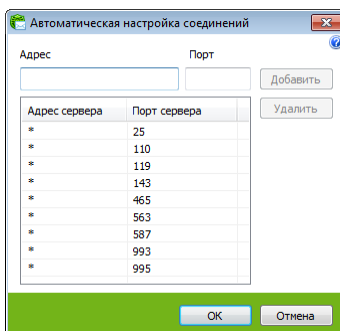 Автоматическая настройка соединений
Адрес Порт
Добавить
Адрес сервера Порт сервера
Удалить
* 25
* 110
* 119
* 143
* 465
* 563
* 587
* 993
* 995
OK Отмена